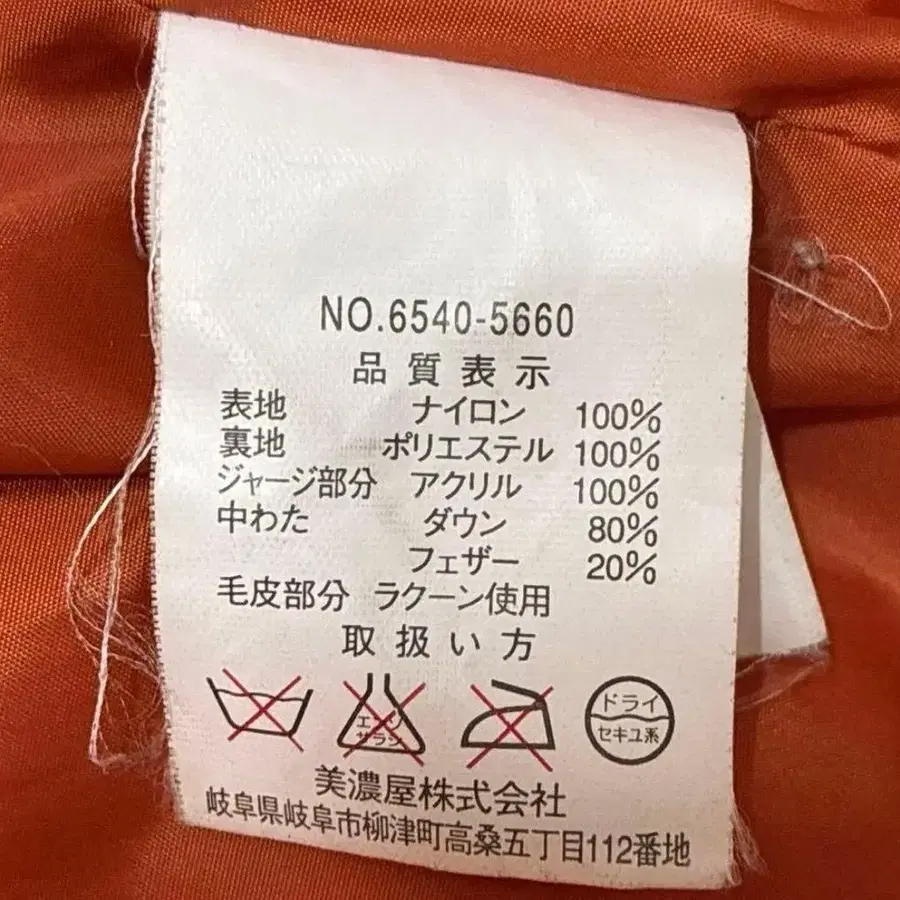 NO.6540-5660
品質表示
表地 ナイロン 100%
裏地 ポリエステル 100%
ジャージ部分 アクリル 100%
中わた ダウン 80%
フェザー 20%
毛皮部分 ラクーン使用
取扱い方
エンソ
サラシ
ドライ
セキユ系
美濃屋株式会社
岐阜県岐阜市柳津町高桑五丁目112番地